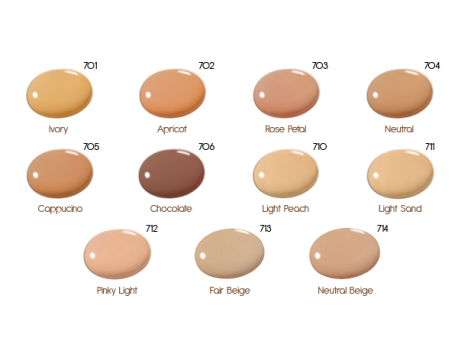 701 702 703 704
Ivory Apricot Rose Petal Neutral
705 706 710 711
Cappucino Chocolate Light Peach Light Sand
712 713 714
Pinky Light Fair Beige Neutral Beige